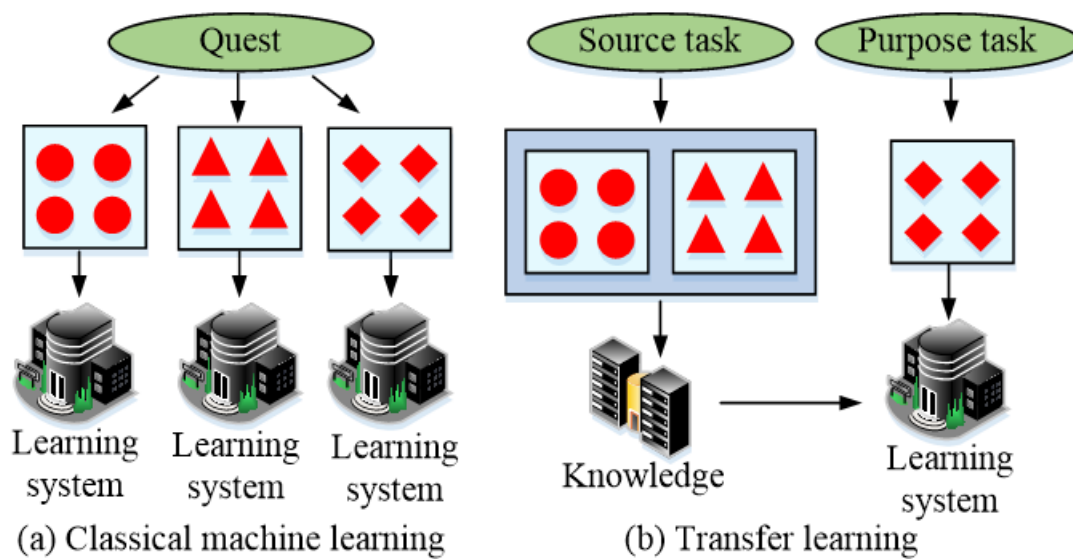 Quest
Learning system
Learning system
Learning system
(a) Classical machine learning
Source task
Purpose task
Knowledge
Learning system
(b) Transfer learning